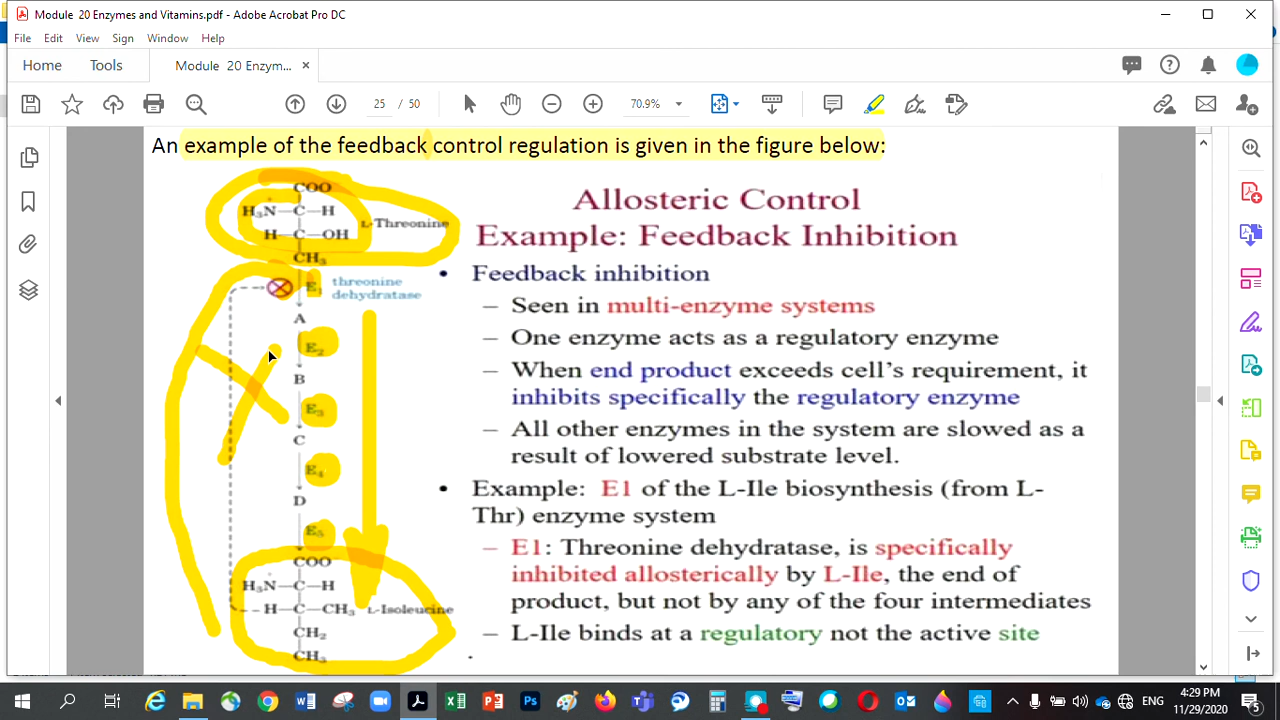 Module 20 Enzymes and Vitamins.pdf - Adobe Acrobat Pro DC
File Edit View Sign Window Help
Home Tools Module 20 Enzym... ×
25 / 50 70.9%
An example of the feedback control regulation is given in the figure below:
Allosteric Control
Example: Feedback Inhibition
• Feedback inhibition
– Seen in multi-enzyme systems
– One enzyme acts as a regulatory enzyme
– When end product exceeds cell's requirement, it
inhibits specifically the regulatory enzyme
– All other enzymes in the system are slowed as a
result of lowered substrate level.
• Example: E1 of the L-Ile biosynthesis (from L-
Thr) enzyme system
– E1: Threonine dehydratase, is specifically
inhibited allosterically by L-Ile, the end of
product, but not by any of the four intermediates
– L-Ile binds at a regulatory not the active site
COO
H₃N—C—H
L-Threonine
H—C—OH
CH₃
E₁ threonine
dehydratase
A
E₂
B
E₃
C
E₄
D
E₅
COO
H₃N—C—H
H—C—CH₃ L-Isoleucine
CH₂
CH₃
ENG
4:29 PM
11/29/2020